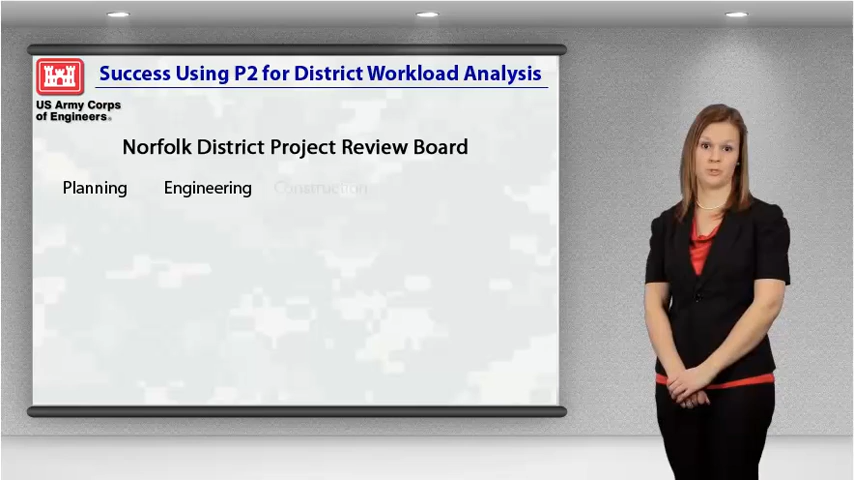 Success Using P2 for District Workload Analysis
US Army Corps
of Engineers®
Norfolk District Project Review Board
Planning Engineering Construction